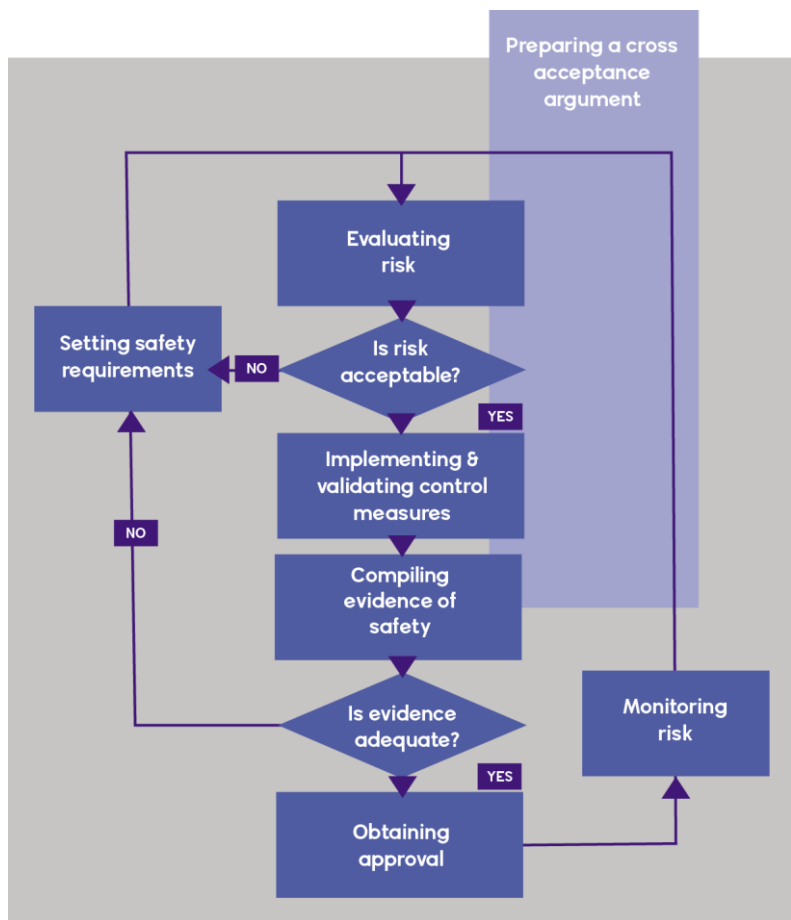 Preparing a cross
acceptance
argument
Evaluating
risk
Setting safety
requirements
NO
Is risk
acceptable?
YES
Implementing &
validating control
measures
NO
Compiling
evidence of
safety
Is evidence
adequate?
Monitoring
risk
YES
Obtaining
approval